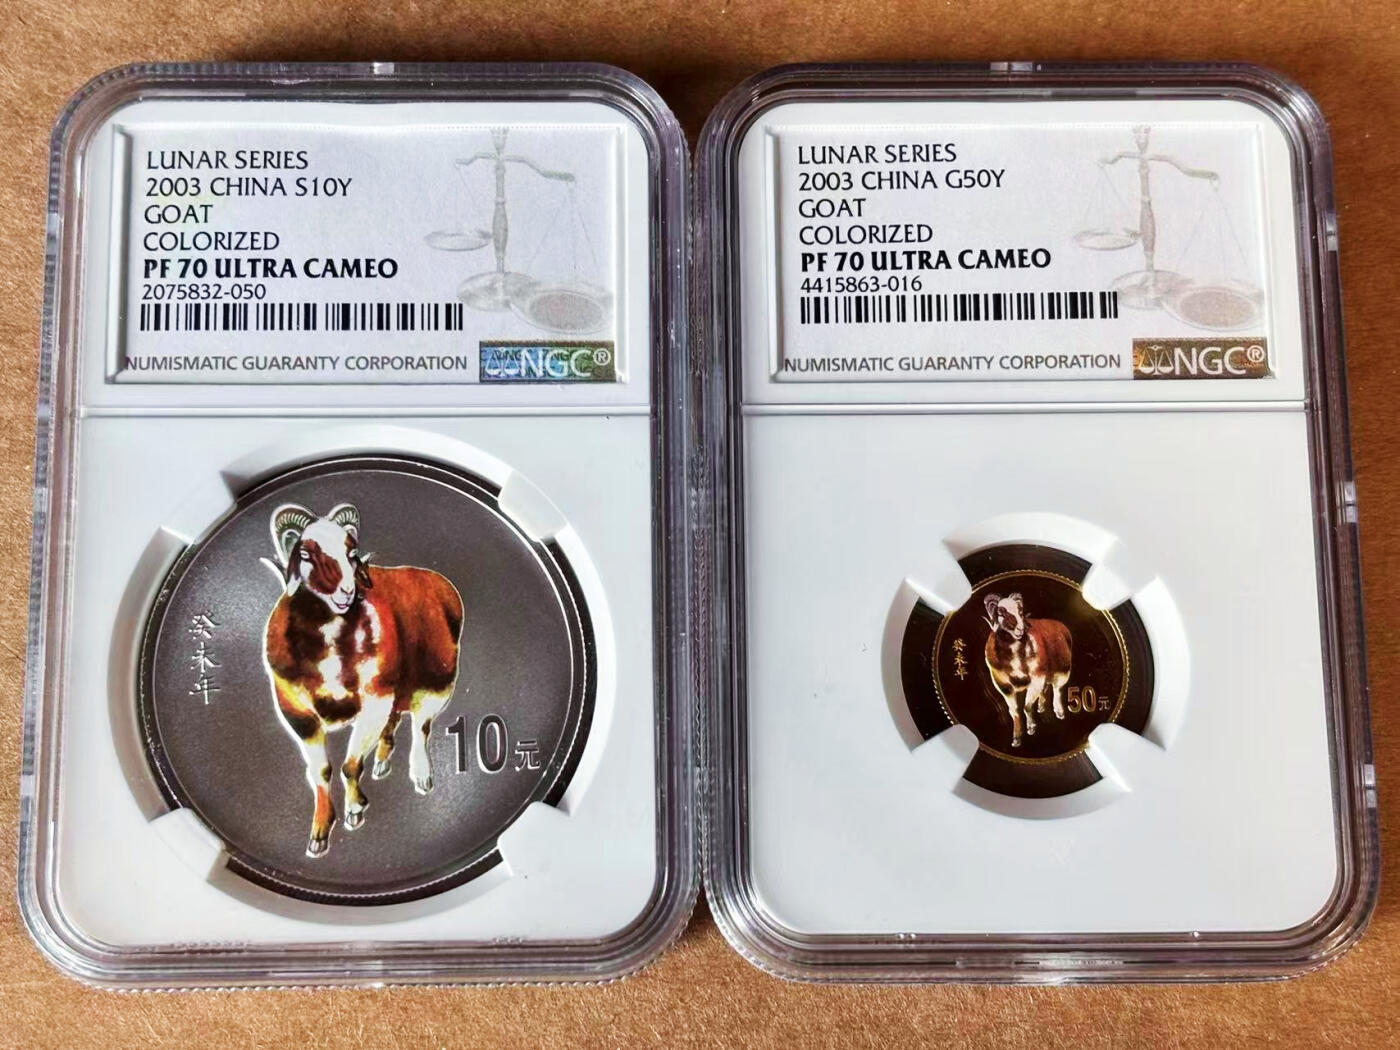 LUNAR SERIES
2003 CHINA S10Y
GOAT
COLORIZED
PF 70 ULTRA CAMEO
2075832-050
NUMISMATIC GUARANTY CORPORATION
NGC®
癸未年
10元
LUNAR SERIES
2003 CHINA G50Y
GOAT
COLORIZED
PF 70 ULTRA CAMEO
4415863-016
NUMISMATIC GUARANTY CORPORATION
NGC®
癸未年
50元